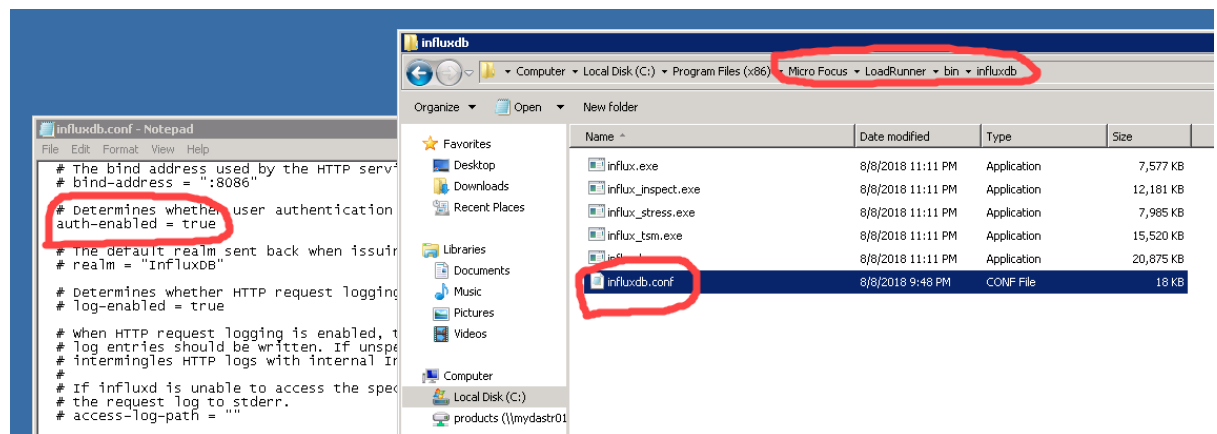 influxdb
Computer Local Disk (C:) Program Files (x86) Micro Focus LoadRunner bin influxdb
Organize Open New folder
Name Date modified Type Size
Favorites
Desktop
Downloads
Recent Places
Libraries
Documents
Music
Pictures
Videos
Computer
Local Disk (C:)
products (\\mydastr01
influx.exe 8/8/2018 11:11 PM Application 7,577 KB
influx_inspect.exe 8/8/2018 11:11 PM Application 12,181 KB
influx_stress.exe 8/8/2018 11:11 PM Application 7,985 KB
influx_tsm.exe 8/8/2018 11:11 PM Application 15,520 KB
8/8/2018 11:11 PM Application 20,875 KB
influxdb.conf 8/8/2018 9:48 PM CONF File 18 KB
influxdb.conf - Notepad
File Edit Format View Help
# The bind address used by the HTTP serv
# bind-address = ":8086"
# Determines whether user authentication
auth-enabled = true
# The default realm sent back when issuin
# realm = "InfluxDB"
# Determines whether HTTP request logging
# log-enabled = true
# When HTTP request logging is enabled, t
# log entries should be written. If unspe
# intermingles HTTP logs with internal In
#
# If influxd is unable to access the spec
# the request log to stderr.
# access-log-path = ""